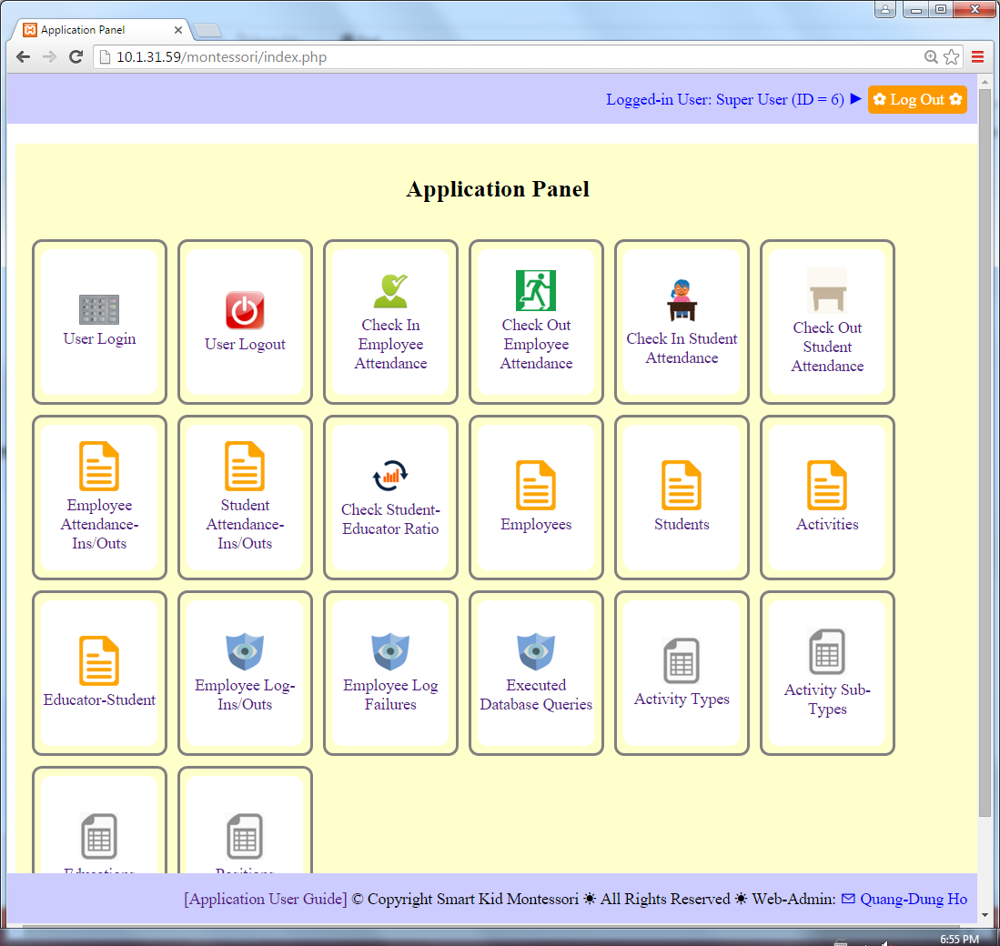 Application Panel
10.1.31.59/montessori/index.php
Logged-in User: Super User (ID = 6) ► ✿ Log Out ✿
Application Panel
User Login
User Logout
Check In
Employee
Attendance
Check Out
Employee
Attendance
Check In Student
Attendance
Check Out
Student
Attendance
Employee
Attendance-
Ins/Outs
Student
Attendance-
Ins/Outs
Check Student-
Educator Ratio
Employees
Students
Activities
Educator-Student
Employee Log-
Ins/Outs
Employee Log
Failures
Executed
Database Queries
Activity Types
Activity Sub-
Types
Educations
Positions
[Application User Guide] © Copyright Smart Kid Montessori ☀ All Rights Reserved ☀ Web-Admin: ✉ Quang-Dung Ho
6:55 PM